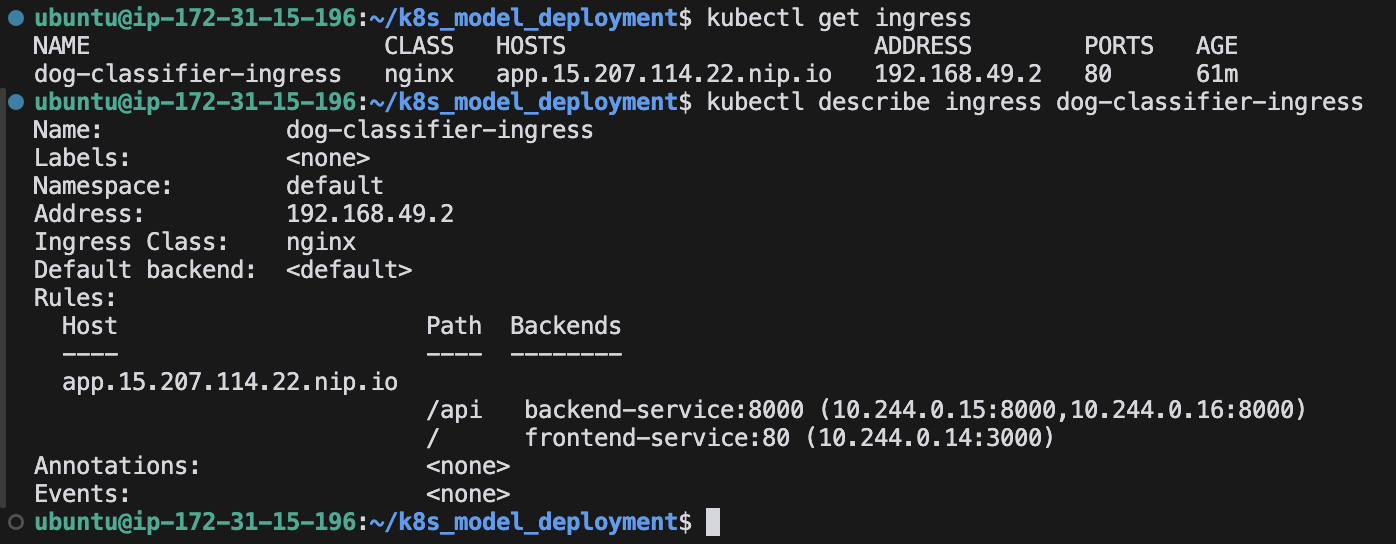 ubuntu@ip-172-31-15-196:~/k8s_model_deployment$ kubectl get ingress
NAME CLASS HOSTS ADDRESS PORTS AGE
dog-classifier-ingress nginx app.15.207.114.22.nip.io 192.168.49.2 80 61m
ubuntu@ip-172-31-15-196:~/k8s_model_deployment$ kubectl describe ingress dog-classifier-ingress
Name: dog-classifier-ingress
Labels: <none>
Namespace: default
Address: 192.168.49.2
Ingress Class: nginx
Default backend: <default>
Rules:
Host Path Backends
---- ---- --------
app.15.207.114.22.nip.io
/api backend-service:8000 (10.244.0.15:8000,10.244.0.16:8000)
/ frontend-service:80 (10.244.0.14:3000)
Annotations: <none>
Events: <none>
ubuntu@ip-172-31-15-196:~/k8s_model_deployment$